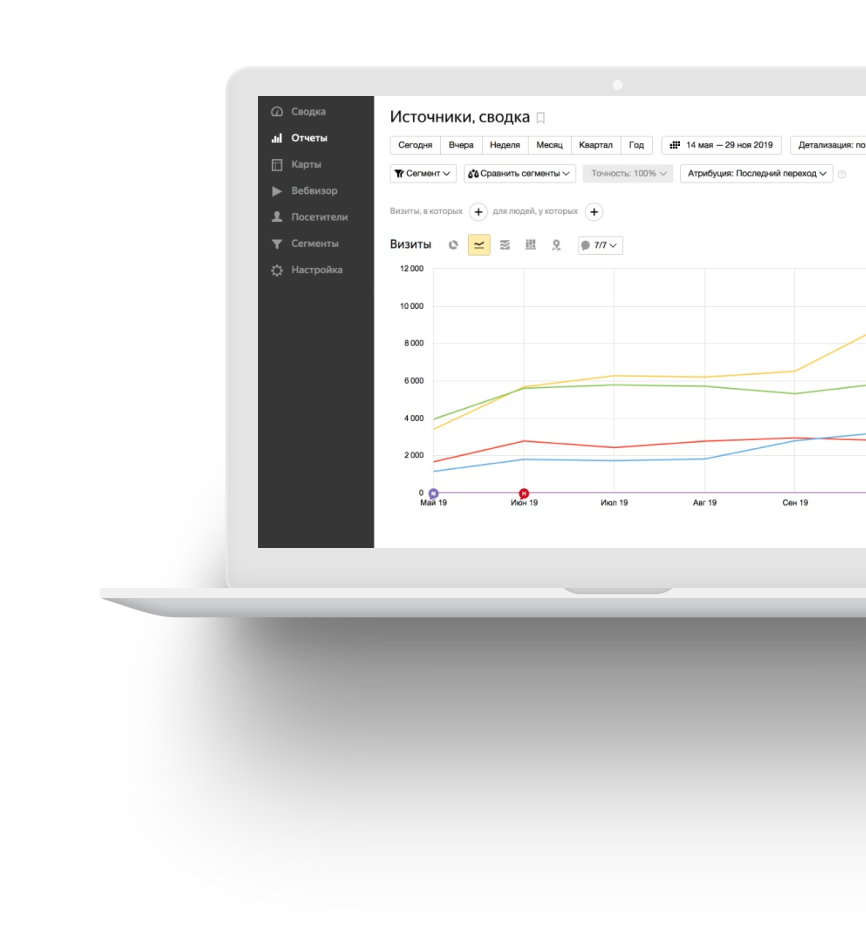 Сводка
Отчеты
Карты
Вебвизор
Посетители
Сегменты
Настройка
Источники, сводка
Сегодня Вчера Неделя Месяц Квартал Год 14 мая — 29 ноя 2019 Детализация: по
Сегмент Сравнить сегменты Точность: 100% Атрибуция: Последний переход
Визиты, в которых + для людей, у которых +
Визиты 7/7
12 000
10 000
8 000
6 000
4 000
2 000
0
м н
Май 19 Июн 19 Июл 19 Авг 19 Сен 19